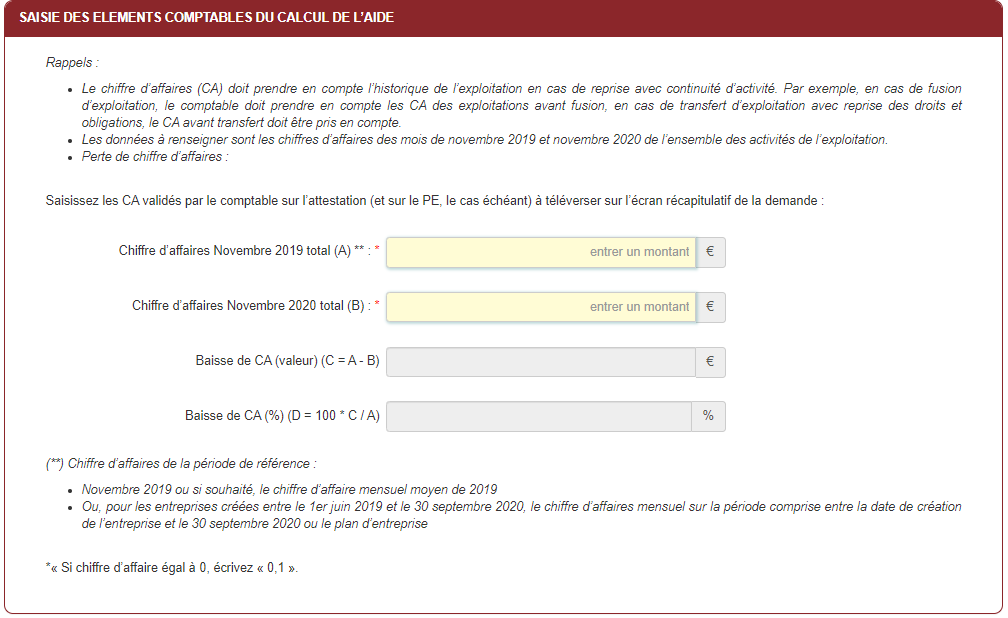 SAISIE DES ELEMENTS COMPTABLES DU CALCUL DE L'AIDE
Rappels :
• Le chiffre d'affaires (CA) doit prendre en compte l'historique de l'exploitation en cas de reprise avec continuité d'activité. Par exemple, en cas de fusion
d'exploitation, le comptable doit prendre en compte les CA des exploitations avant fusion, en cas de transfert d'exploitation avec reprise des droits et
obligations, le CA avant transfert doit être pris en compte.
• Les données à renseigner sont les chiffres d'affaires des mois de novembre 2019 et novembre 2020 de l'ensemble des activités de l'exploitation.
• Perte de chiffre d'affaires :
Saisissez les CA validés par le comptable sur l'attestation (et sur le PE, le cas échéant) à téléverser sur l'écran récapitulatif de la demande :
Chiffre d'affaires Novembre 2019 total (A) ** : * entrer un montant €
Chiffre d'affaires Novembre 2020 total (B) : * entrer un montant €
Baisse de CA (valeur) (C = A - B) €
Baisse de CA (%) (D = 100 * C / A) %
(**) Chiffre d'affaires de la période de référence :
• Novembre 2019 ou si souhaité, le chiffre d'affaire mensuel moyen de 2019
• Ou, pour les entreprises créées entre le 1er juin 2019 et le 30 septembre 2020, le chiffre d'affaires mensuel sur la période comprise entre la date de création
de l'entreprise et le 30 septembre 2020 ou le plan d'entreprise
*« Si chiffre d'affaire égal à 0, écrivez « 0,1 ».